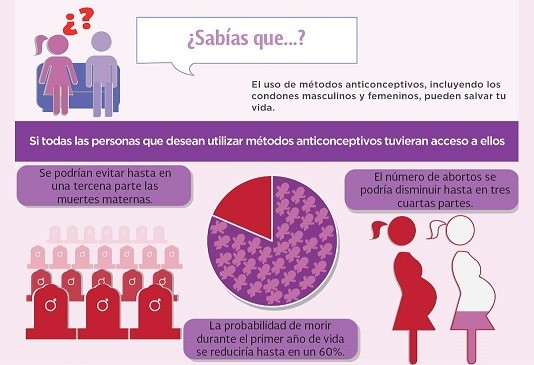 ¿?
¿Sabías que...?
El uso de métodos anticonceptivos, incluyendo los
condones masculinos y femeninos, pueden salvar tu
vida.
Si todas las personas que desean utilizar métodos anticonceptivos tuvieran acceso a ellos
Se podrían evitar hasta en
una tercena parte las
muertes maternas.
El número de abortos se
podría disminuir hasta en tres
cuartas partes.
La probabilidad de morir
durante el primer año de vida
se reduciría hasta en un 60%.